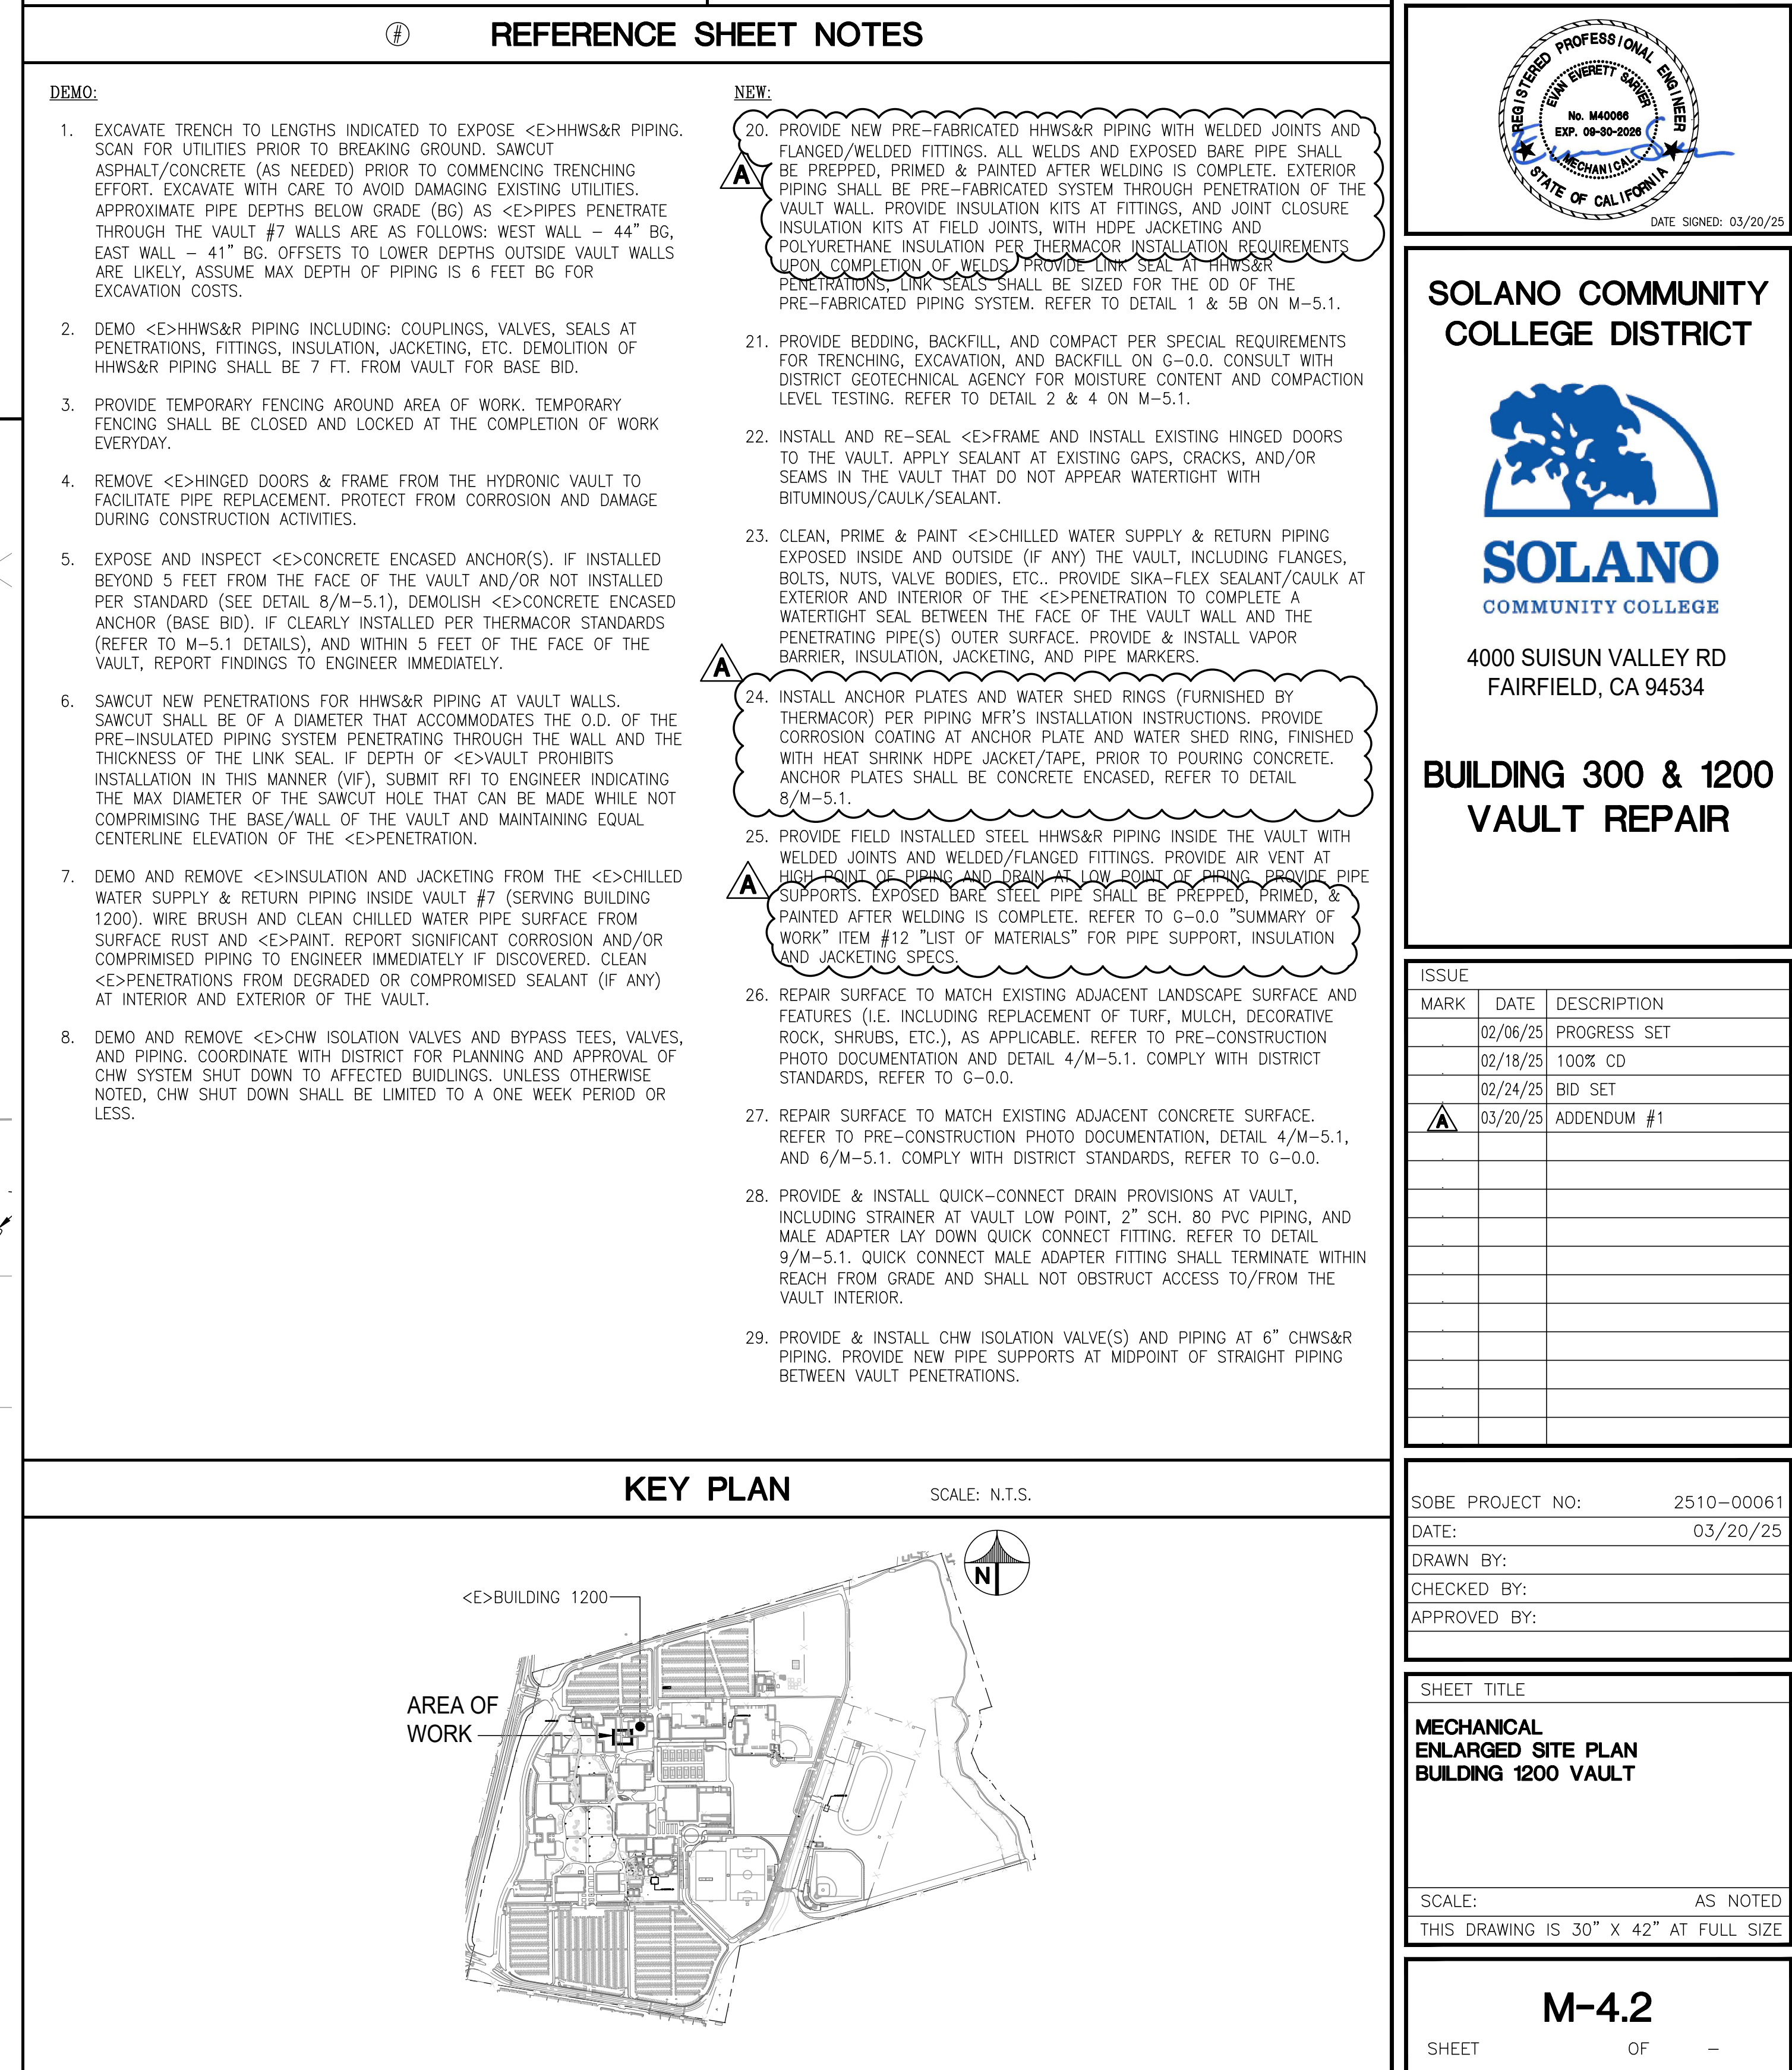 # REFERENCE SHEET NOTES
DEMO:
1. EXCAVATE TRENCH TO LENGTHS INDICATED TO EXPOSE <E>HHWS&R PIPING.
SCAN FOR UTILITIES PRIOR TO BREAKING GROUND. SAWCUT
ASPHALT/CONCRETE (AS NEEDED) PRIOR TO COMMENCING TRENCHING
EFFORT. EXCAVATE WITH CARE TO AVOID DAMAGING EXISTING UTILITIES.
APPROXIMATE PIPE DEPTHS BELOW GRADE (BG) AS <E>PIPES PENETRATE
THROUGH THE VAULT #7 WALLS ARE AS FOLLOWS: WEST WALL – 44" BG,
EAST WALL – 41" BG. OFFSETS TO LOWER DEPTHS OUTSIDE VAULT WALLS
ARE LIKELY, ASSUME MAX DEPTH OF PIPING IS 6 FEET BG FOR
EXCAVATION COSTS.
2. DEMO <E>HHWS&R PIPING INCLUDING: COUPLINGS, VALVES, SEALS AT
PENETRATIONS, FITTINGS, INSULATION, JACKETING, ETC. DEMOLITION OF
HHWS&R PIPING SHALL BE 7 FT. FROM VAULT FOR BASE BID.
3. PROVIDE TEMPORARY FENCING AROUND AREA OF WORK. TEMPORARY
FENCING SHALL BE CLOSED AND LOCKED AT THE COMPLETION OF WORK
EVERYDAY.
4. REMOVE <E>HINGED DOORS & FRAME FROM THE HYDRONIC VAULT TO
FACILITATE PIPE REPLACEMENT. PROTECT FROM CORROSION AND DAMAGE
DURING CONSTRUCTION ACTIVITIES.
5. EXPOSE AND INSPECT <E>CONCRETE ENCASED ANCHOR(S). IF INSTALLED
BEYOND 5 FEET FROM THE FACE OF THE VAULT AND/OR NOT INSTALLED
PER STANDARD (SEE DETAIL 8/M-5.1), DEMOLISH <E>CONCRETE ENCASED
ANCHOR (BASE BID). IF CLEARLY INSTALLED PER THERMACOR STANDARDS
(REFER TO M-5.1 DETAILS), AND WITHIN 5 FEET OF THE FACE OF THE
VAULT, REPORT FINDINGS TO ENGINEER IMMEDIATELY.
6. SAWCUT NEW PENETRATIONS FOR HHWS&R PIPING AT VAULT WALLS.
SAWCUT SHALL BE OF A DIAMETER THAT ACCOMMODATES THE O.D. OF THE
PRE-INSULATED PIPING SYSTEM PENETRATING THROUGH THE WALL AND THE
THICKNESS OF THE LINK SEAL. IF DEPTH OF <E>VAULT PROHIBITS
INSTALLATION IN THIS MANNER (VIF), SUBMIT RFI TO ENGINEER INDICATING
THE MAX DIAMETER OF THE SAWCUT HOLE THAT CAN BE MADE WHILE NOT
COMPRIMISING THE BASE/WALL OF THE VAULT AND MAINTAINING EQUAL
CENTERLINE ELEVATION OF THE <E>PENETRATION.
7. DEMO AND REMOVE <E>INSULATION AND JACKETING FROM THE <E>CHILLED
WATER SUPPLY & RETURN PIPING INSIDE VAULT #7 (SERVING BUILDING
1200). WIRE BRUSH AND CLEAN CHILLED WATER PIPE SURFACE FROM
SURFACE RUST AND <E>PAINT. REPORT SIGNIFICANT CORROSION AND/OR
COMPRIMISED PIPING TO ENGINEER IMMEDIATELY IF DISCOVERED. CLEAN
<E>PENETRATIONS FROM DEGRADED OR COMPROMISED SEALANT (IF ANY)
AT INTERIOR AND EXTERIOR OF THE VAULT.
8. DEMO AND REMOVE <E>CHW ISOLATION VALVES AND BYPASS TEES, VALVES,
AND PIPING. COORDINATE WITH DISTRICT FOR PLANNING AND APPROVAL OF
CHW SYSTEM SHUT DOWN TO AFFECTED BUIDLINGS. UNLESS OTHERWISE
NOTED, CHW SHUT DOWN SHALL BE LIMITED TO A ONE WEEK PERIOD OR
LESS.
NEW:
20. PROVIDE NEW PRE-FABRICATED HHWS&R PIPING WITH WELDED JOINTS AND
FLANGED/WELDED FITTINGS. ALL WELDS AND EXPOSED BARE PIPE SHALL
A
BE PREPPED, PRIMED & PAINTED AFTER WELDING IS COMPLETE. EXTERIOR
PIPING SHALL BE PRE-FABRICATED SYSTEM THROUGH PENETRATION OF THE
VAULT WALL. PROVIDE INSULATION KITS AT FITTINGS, AND JOINT CLOSURE
INSULATION KITS AT FIELD JOINTS, WITH HDPE JACKETING AND
POLYURETHANE INSULATION PER THERMACOR INSTALLATION REQUIREMENTS
UPON COMPLETION OF WELDS. PROVIDE LINK SEAL AT HHWS&R
PENETRATIONS, LINK SEALS SHALL BE SIZED FOR THE OD OF THE
PRE-FABRICATED PIPING SYSTEM. REFER TO DETAIL 1 & 5B ON M-5.1.
21. PROVIDE BEDDING, BACKFILL, AND COMPACT PER SPECIAL REQUIREMENTS
FOR TRENCHING, EXCAVATION, AND BACKFILL ON G-0.0. CONSULT WITH
DISTRICT GEOTECHNICAL AGENCY FOR MOISTURE CONTENT AND COMPACTION
LEVEL TESTING. REFER TO DETAIL 2 & 4 ON M-5.1.
22. INSTALL AND RE-SEAL <E>FRAME AND INSTALL EXISTING HINGED DOORS
TO THE VAULT. APPLY SEALANT AT EXISTING GAPS, CRACKS, AND/OR
SEAMS IN THE VAULT THAT DO NOT APPEAR WATERTIGHT WITH
BITUMINOUS/CAULK/SEALANT.
23. CLEAN, PRIME & PAINT <E>CHILLED WATER SUPPLY & RETURN PIPING
EXPOSED INSIDE AND OUTSIDE (IF ANY) THE VAULT, INCLUDING FLANGES,
BOLTS, NUTS, VALVE BODIES, ETC.. PROVIDE SIKA-FLEX SEALANT/CAULK AT
EXTERIOR AND INTERIOR OF THE <E>PENETRATION TO COMPLETE A
WATERTIGHT SEAL BETWEEN THE FACE OF THE VAULT WALL AND THE
PENETRATING PIPE(S) OUTER SURFACE. PROVIDE & INSTALL VAPOR
BARRIER, INSULATION, JACKETING, AND PIPE MARKERS.
A
24. INSTALL ANCHOR PLATES AND WATER SHED RINGS (FURNISHED BY
THERMACOR) PER PIPING MFR'S INSTALLATION INSTRUCTIONS. PROVIDE
CORROSION COATING AT ANCHOR PLATE AND WATER SHED RING, FINISHED
WITH HEAT SHRINK HDPE JACKET/TAPE, PRIOR TO POURING CONCRETE.
ANCHOR PLATES SHALL BE CONCRETE ENCASED, REFER TO DETAIL
8/M-5.1.
25. PROVIDE FIELD INSTALLED STEEL HHWS&R PIPING INSIDE THE VAULT WITH
WELDED JOINTS AND WELDED/FLANGED FITTINGS. PROVIDE AIR VENT AT
A
HIGH POINT OF PIPING AND DRAIN AT LOW POINT OF PIPING. PROVIDE PIPE
SUPPORTS. EXPOSED BARE STEEL PIPE SHALL BE PREPPED, PRIMED, &
PAINTED AFTER WELDING IS COMPLETE. REFER TO G-0.0 "SUMMARY OF
WORK" ITEM #12 "LIST OF MATERIALS" FOR PIPE SUPPORT, INSULATION
AND JACKETING SPECS.
26. REPAIR SURFACE TO MATCH EXISTING ADJACENT LANDSCAPE SURFACE AND
FEATURES (I.E. INCLUDING REPLACEMENT OF TURF, MULCH, DECORATIVE
ROCK, SHRUBS, ETC.), AS APPLICABLE. REFER TO PRE-CONSTRUCTION
PHOTO DOCUMENTATION AND DETAIL 4/M-5.1. COMPLY WITH DISTRICT
STANDARDS, REFER TO G-0.0.
27. REPAIR SURFACE TO MATCH EXISTING ADJACENT CONCRETE SURFACE.
REFER TO PRE-CONSTRUCTION PHOTO DOCUMENTATION, DETAIL 4/M-5.1,
AND 6/M-5.1. COMPLY WITH DISTRICT STANDARDS, REFER TO G-0.0.
28. PROVIDE & INSTALL QUICK-CONNECT DRAIN PROVISIONS AT VAULT,
INCLUDING STRAINER AT VAULT LOW POINT, 2" SCH. 80 PVC PIPING, AND
MALE ADAPTER LAY DOWN QUICK CONNECT FITTING. REFER TO DETAIL
9/M-5.1. QUICK CONNECT MALE ADAPTER FITTING SHALL TERMINATE WITHIN
REACH FROM GRADE AND SHALL NOT OBSTRUCT ACCESS TO/FROM THE
VAULT INTERIOR.
29. PROVIDE & INSTALL CHW ISOLATION VALVE(S) AND PIPING AT 6" CHWS&R
PIPING. PROVIDE NEW PIPE SUPPORTS AT MIDPOINT OF STRAIGHT PIPING
BETWEEN VAULT PENETRATIONS.
KEY PLAN SCALE: N.T.S.
N
<E>BUILDING 1200
AREA OF
WORK
REGISTERED PROFESSIONAL ENGINEER
EVAN EVERETT SARVER
No. M40066
EXP. 09-30-2026
MECHANICAL
STATE OF CALIFORNIA
DATE SIGNED: 03/20/25
SOLANO COMMUNITY
COLLEGE DISTRICT
SOLANO
COMMUNITY COLLEGE
4000 SUISUN VALLEY RD
FAIRFIELD, CA 94534
BUILDING 300 & 1200
VAULT REPAIR
ISSUE
MARK DATE DESCRIPTION
02/06/25 PROGRESS SET
02/18/25 100% CD
02/24/25 BID SET
A 03/20/25 ADDENDUM #1
SOBE PROJECT NO: 2510-00061
DATE: 03/20/25
DRAWN BY:
CHECKED BY:
APPROVED BY:
SHEET TITLE
MECHANICAL
ENLARGED SITE PLAN
BUILDING 1200 VAULT
SCALE: AS NOTED
THIS DRAWING IS 30" X 42" AT FULL SIZE
M-4.2
SHEET OF –